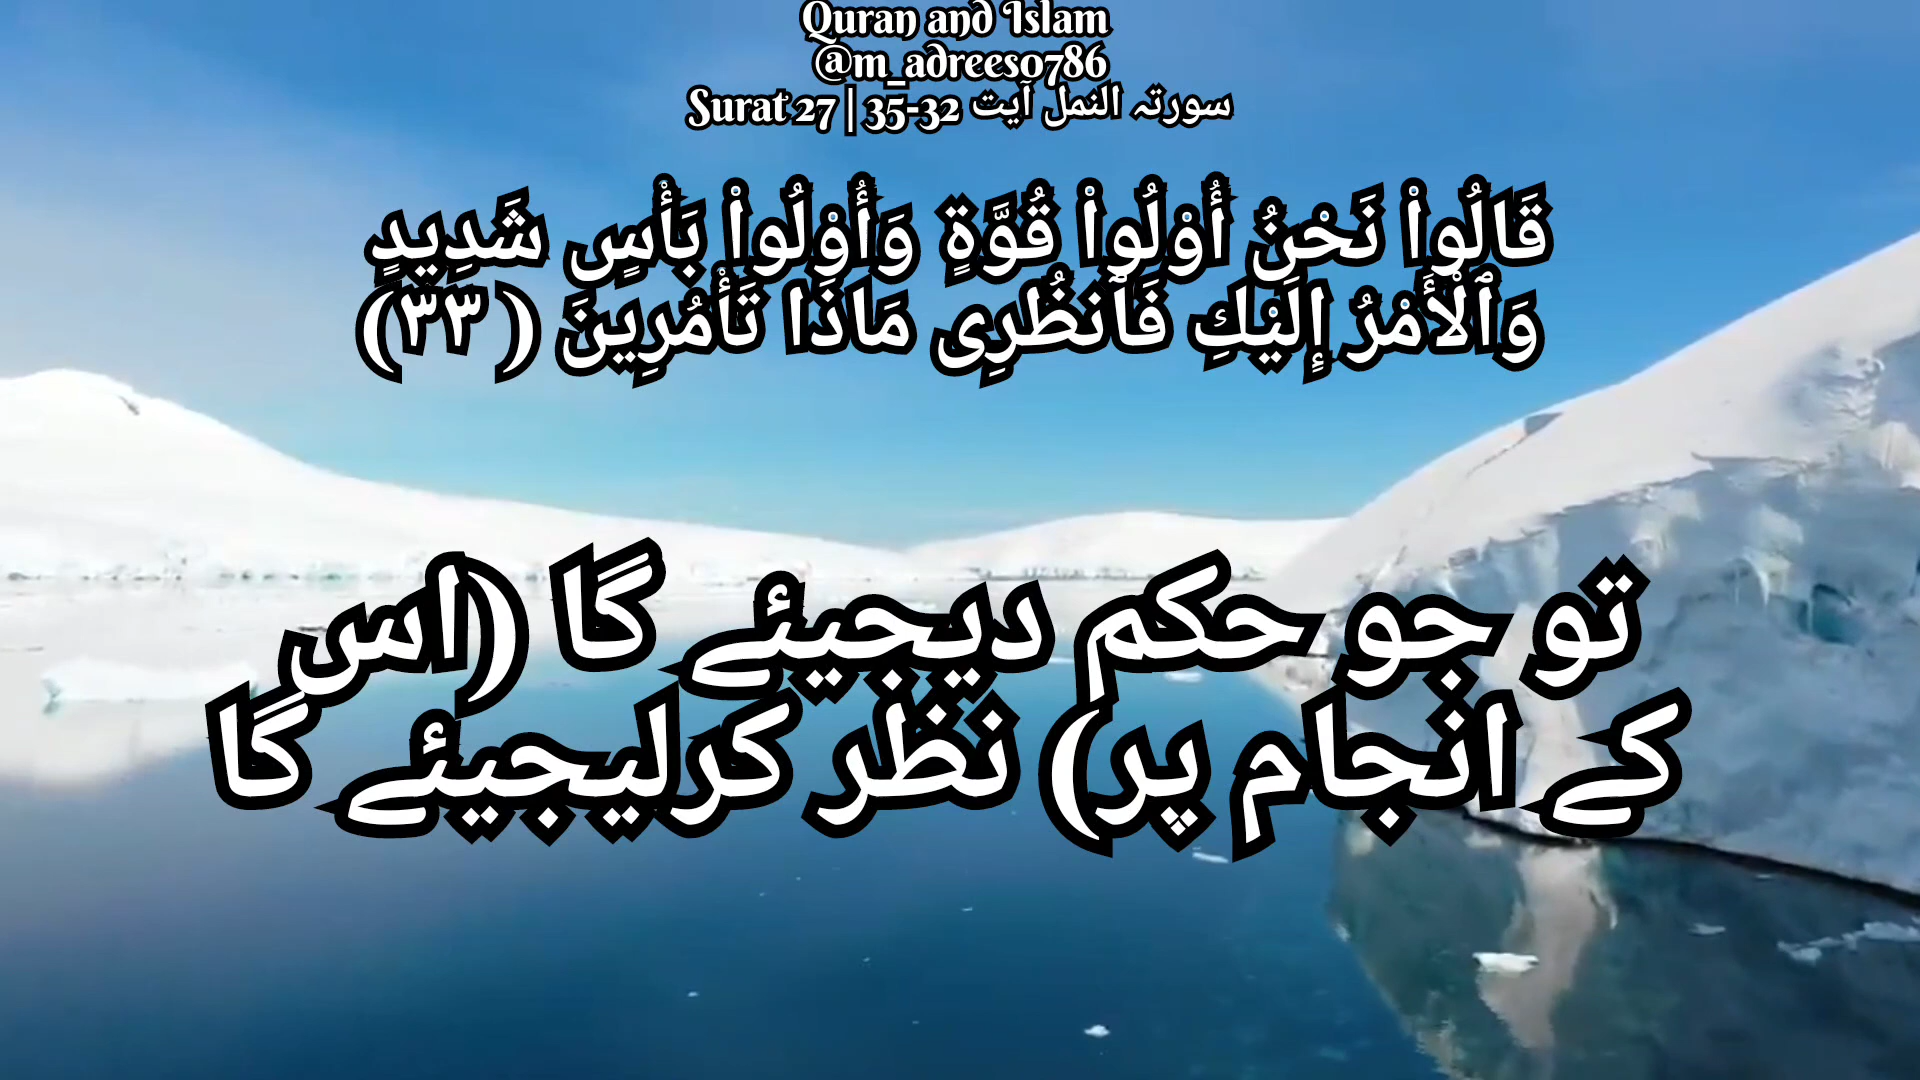 Quran and Islam
@m_adrees0786
Surat 27 | 35-32 سورتہ النمل آیت
قَالُوا۟ نَحْنُ أُو۟لُوا۟ قُوَّةٍ وَأُو۟لُوا۟ بَأْسٍ شَدِيدٍ
وَٱلْأَمْرُ إِلَيْكِ فَٱنظُرِى مَاذَا تَأْمُرِينَ (٣٣)
تو جو حکم دیجیئے گا (اس
کے انجام پر) نظر کرلیجیئے گا